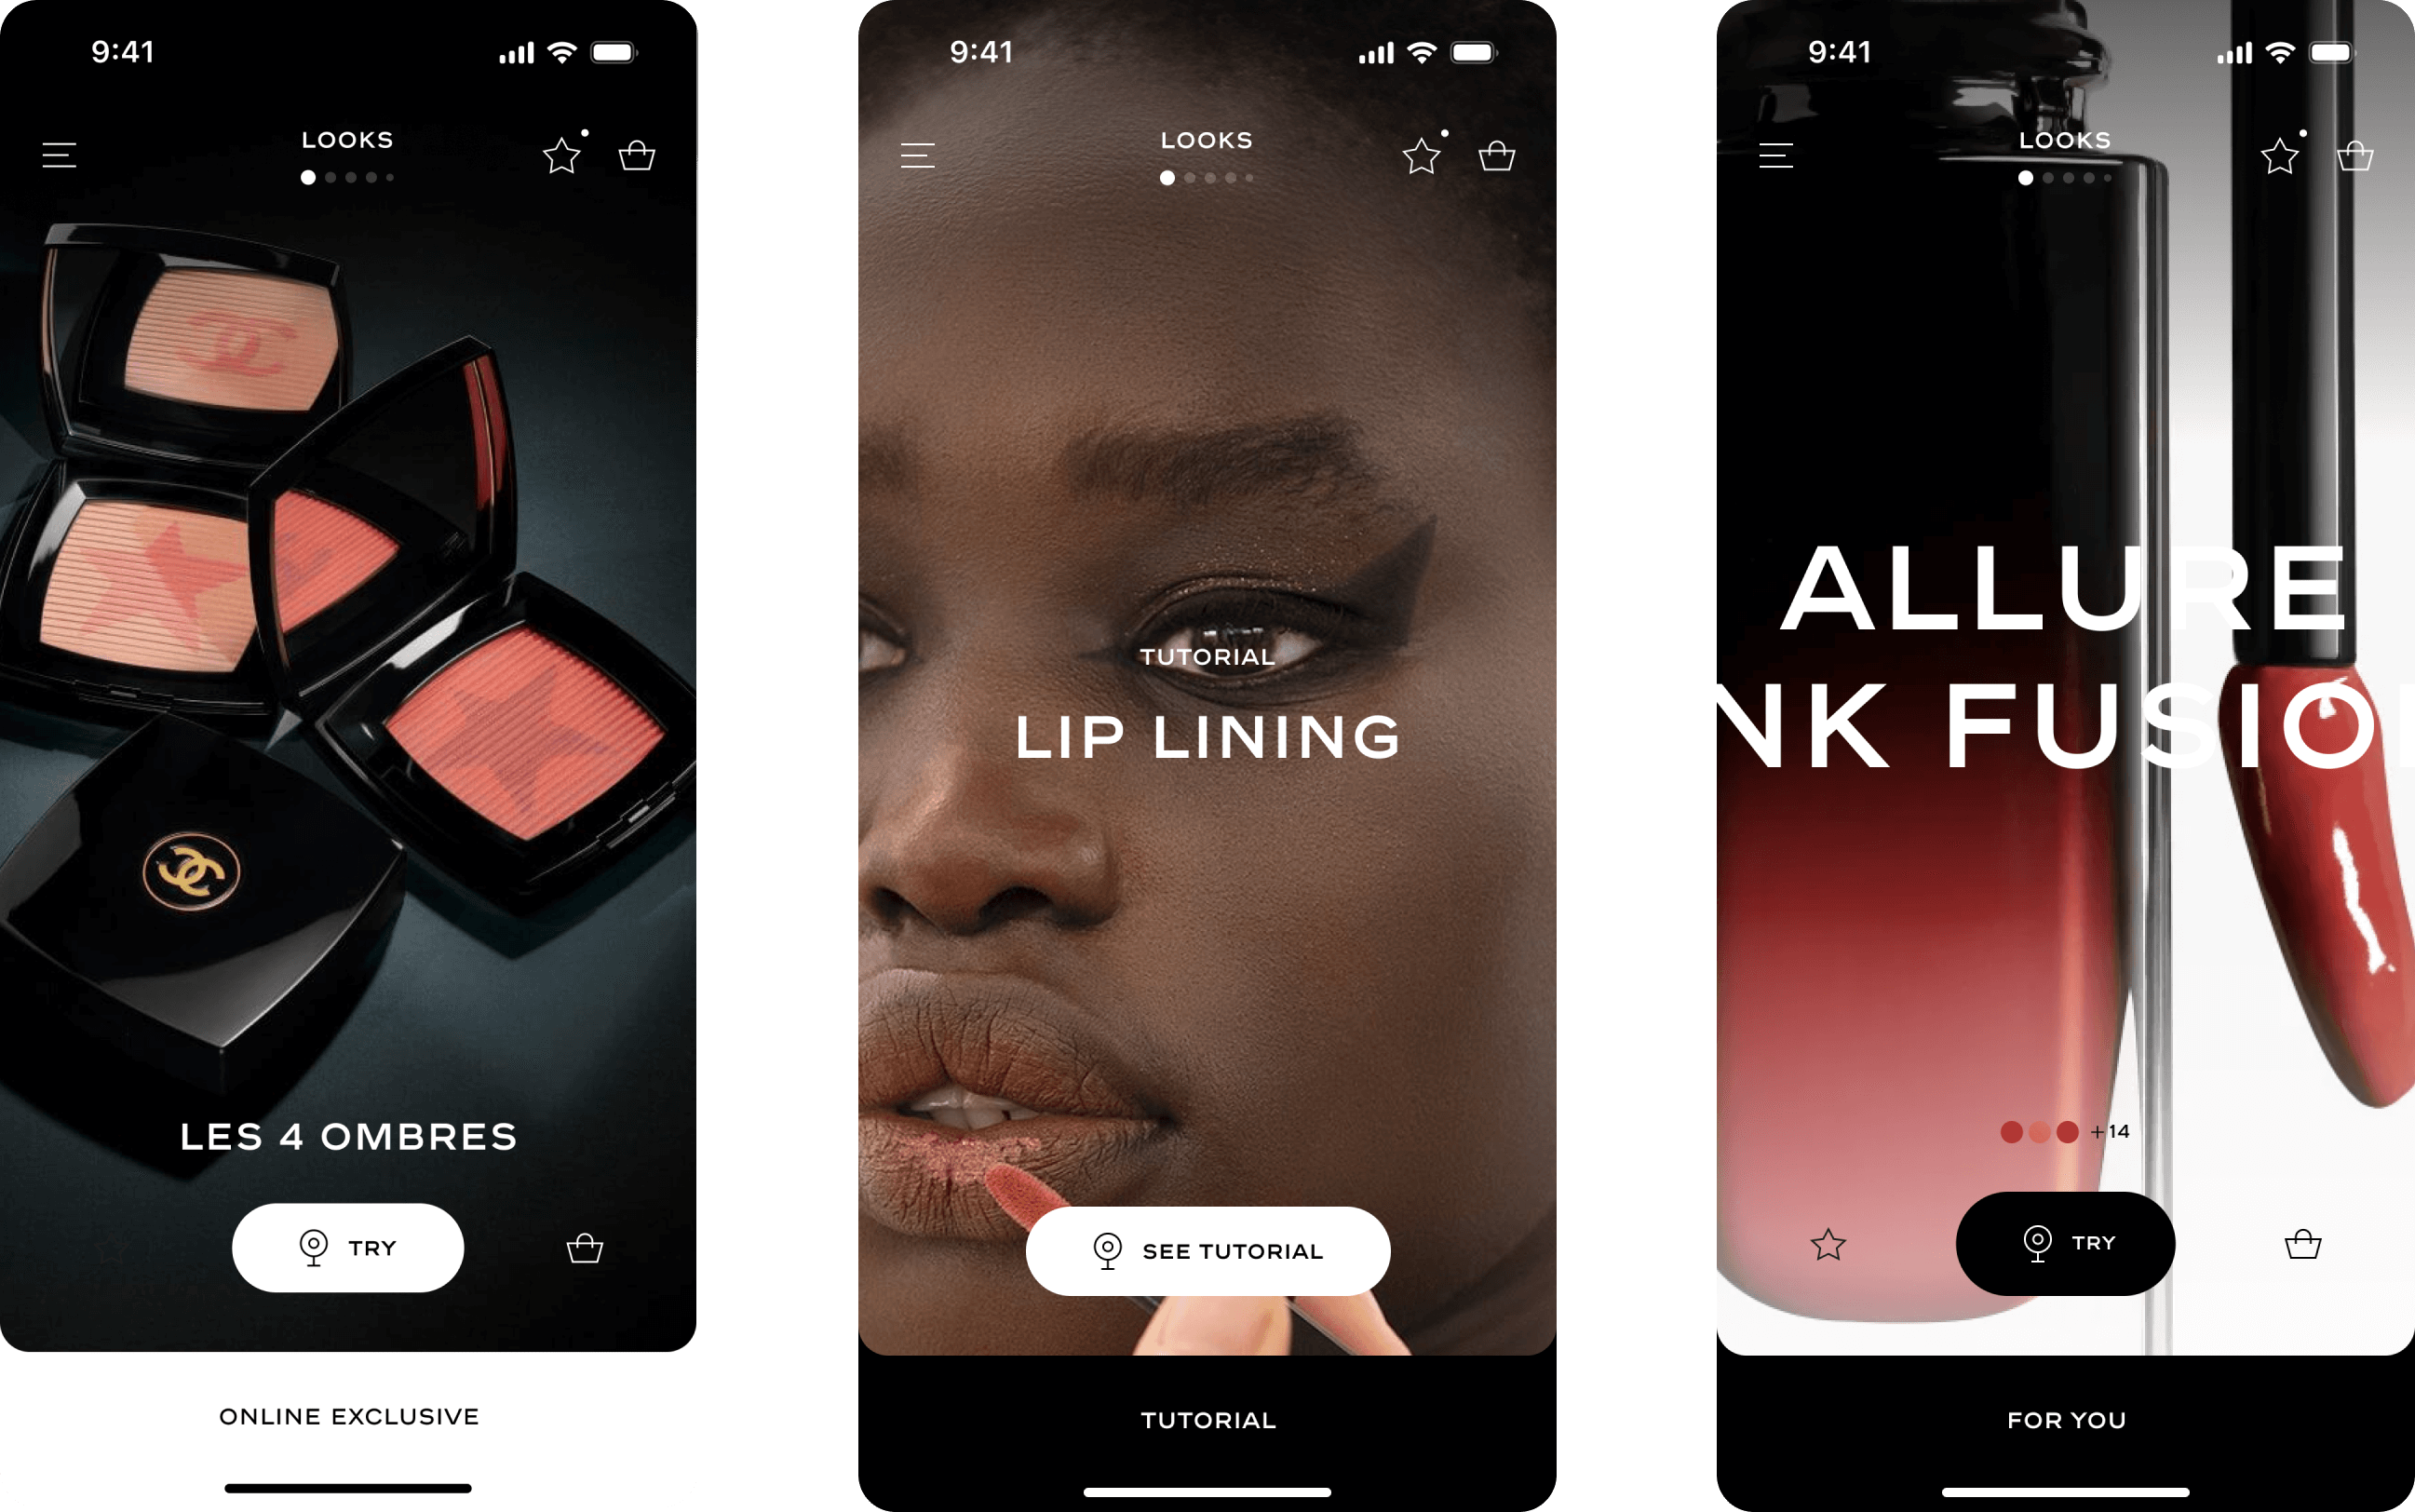 9:41
LOOKS
LES 4 OMBRES
TRY
ONLINE EXCLUSIVE
9:41
LOOKS
TUTORIAL
LIP LINING
SEE TUTORIAL
TUTORIAL
9:41
LOOKS
ALLURE
NK FUSION
+14
TRY
FOR YOU